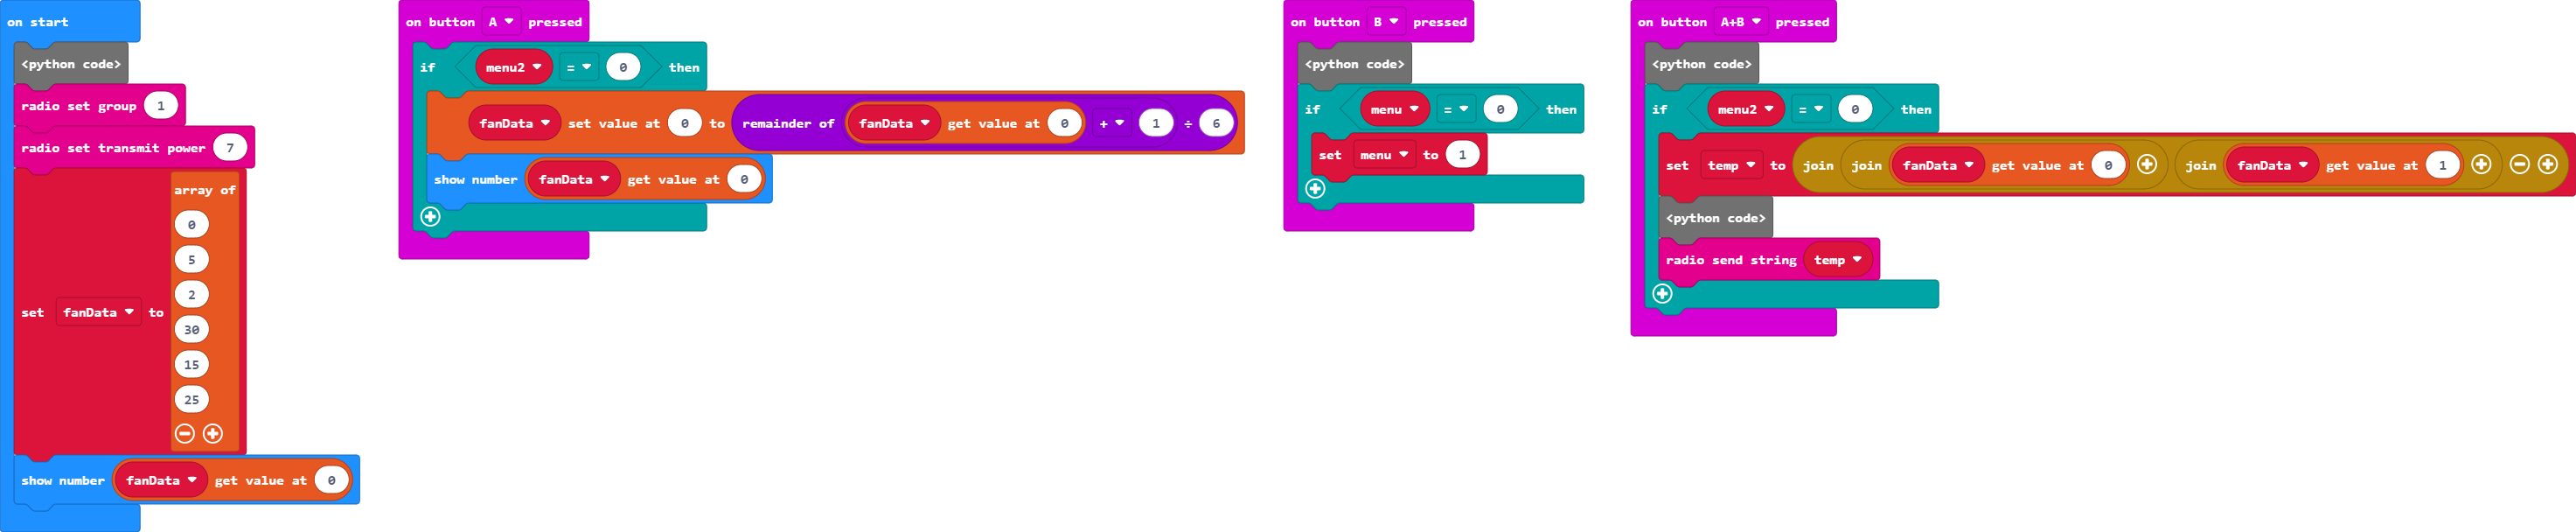 on start
<python code>
radio set group 1
radio set transmit power 7
set fanData to array of
0
5
2
30
15
25
show number fanData get value at 0
on button A pressed
if menu2 = 0 then
fanData set value at 0 to remainder of fanData get value at 0 + 1 ÷ 6
show number fanData get value at 0
on button B pressed
<python code>
if menu = 0 then
set menu to 1
on button A+B pressed
<python code>
if menu2 = 0 then
set temp to join join fanData get value at 0 join fanData get value at 1
<python code>
radio send string temp